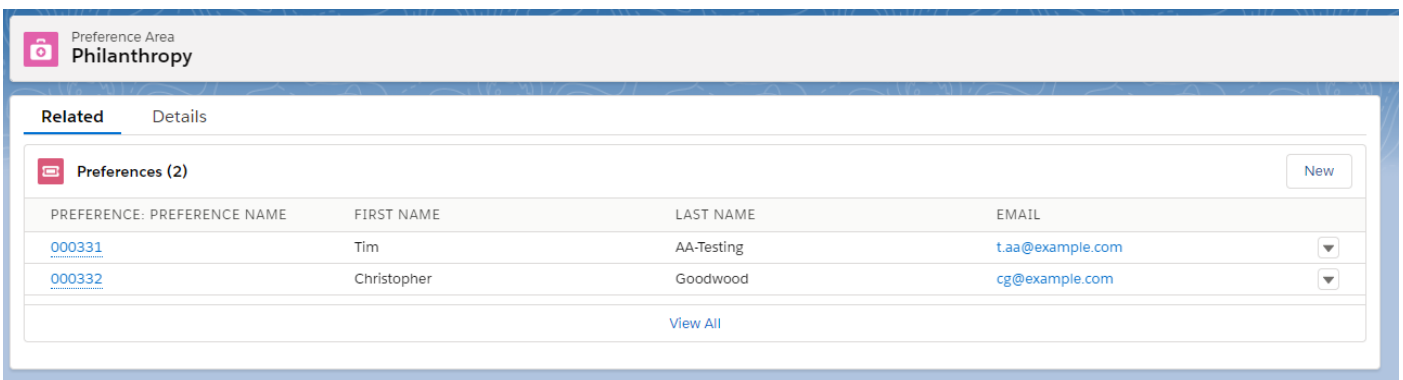 Preference Area
Philanthropy
Related Details
Preferences (2) New
PREFERENCE: PREFERENCE NAME FIRST NAME LAST NAME EMAIL
000331 Tim AA-Testing t.aa@example.com
000332 Christopher Goodwood cg@example.com
View All